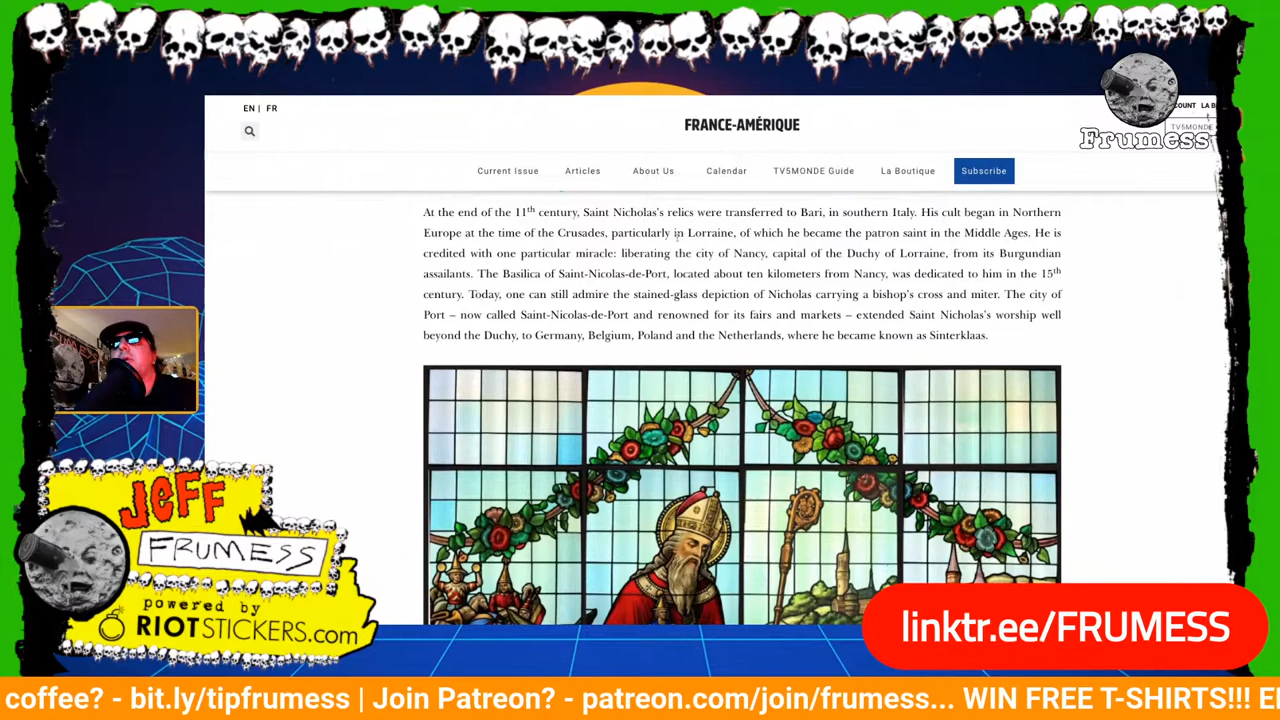 EN | FR
FRANCE-AMÉRIQUE
COUNT LA B
TV5MONDE
Frumess
Current Issue Articles About Us Calendar TV5MONDE Guide La Boutique Subscribe
At the end of the 11th century, Saint Nicholas's relics were transferred to Bari, in southern Italy. His cult began in Northern
Europe at the time of the Crusades, particularly in Lorraine, of which he became the patron saint in the Middle Ages. He is
credited with one particular miracle: liberating the city of Nancy, capital of the Duchy of Lorraine, from its Burgundian
assailants. The Basilica of Saint-Nicolas-de-Port, located about ten kilometers from Nancy, was dedicated to him in the 15th
century. Today, one can still admire the stained-glass depiction of Nicholas carrying a bishop's cross and miter. The city of
Port – now called Saint-Nicolas-de-Port and renowned for its fairs and markets – extended Saint Nicholas's worship well
beyond the Duchy, to Germany, Belgium, Poland and the Netherlands, where he became known as Sinterklaas.
JeFF
FRUMESS
powered by
RIOTSTICKERS.com
linktr.ee/FRUMESS
coffee? - bit.ly/tipfrumess | Join Patreon? - patreon.com/join/frumess... WIN FREE T-SHIRTS!!! El